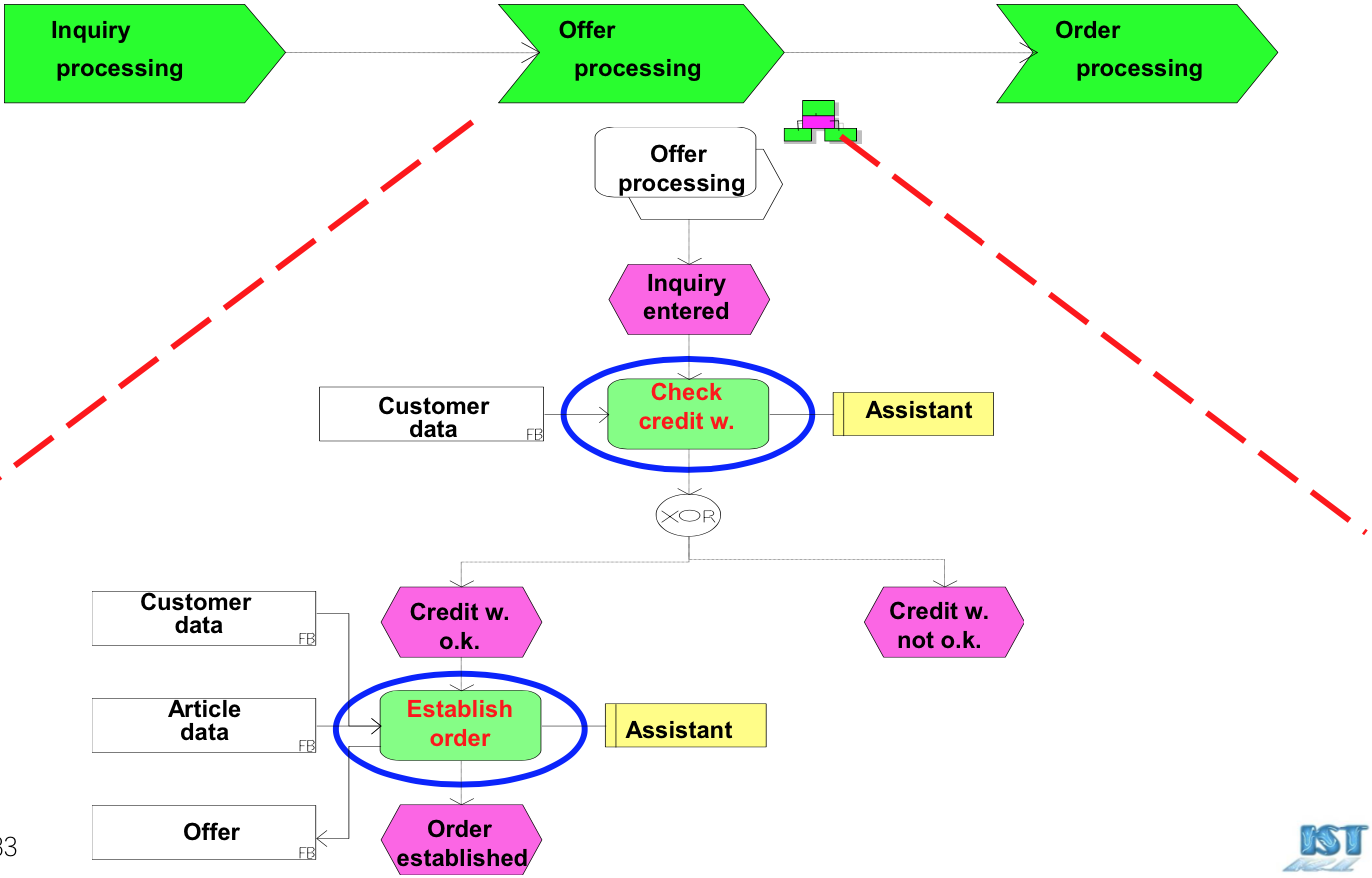 Inquiry
processing
Offer
processing
Order
processing
Offer
processing
Inquiry
entered
Customer
data
FB
Check
credit w.
Assistant
XOR
Customer
data
FB
Credit w.
o.k.
Credit w.
not o.k.
Article
data
FB
Establish
order
Assistant
Offer
FB
Order
established
33
IST